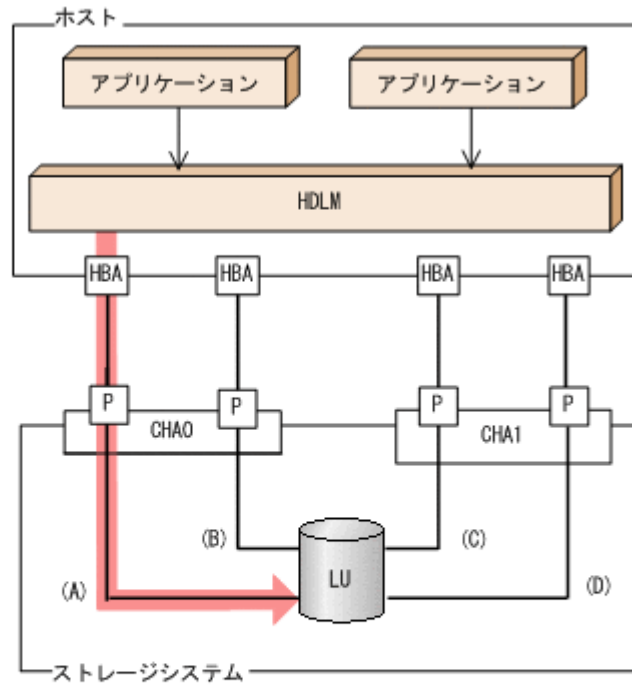 ホスト
アプリケーション
アプリケーション
HDLM
HBA
HBA
HBA
HBA
P
P
P
P
CHA0
CHA1
(B)
(C)
(A)
LU
(D)
ストレージシステム